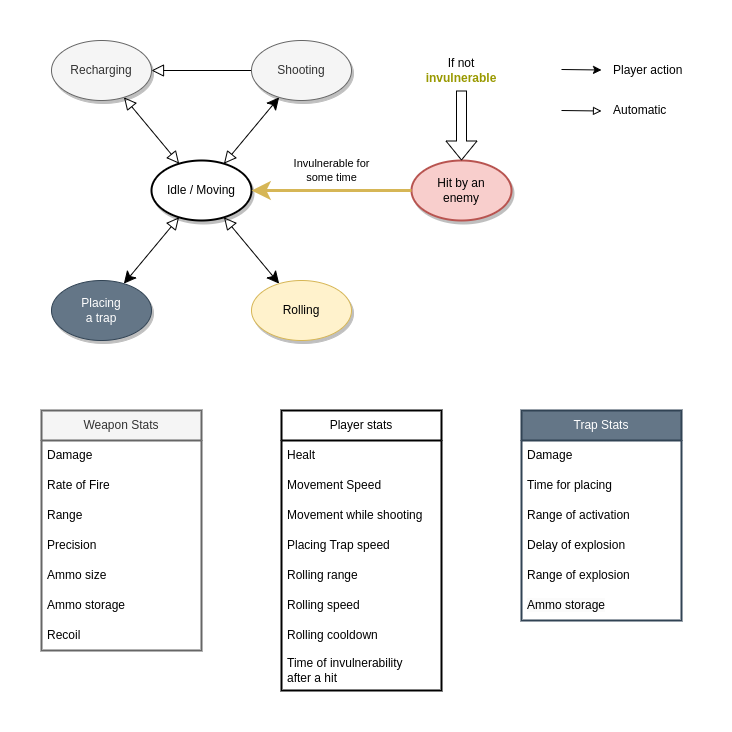 Recharging
Shooting
If not
invulnerable
Player action
Automatic
Invulnerable for
some time
Idle / Moving
Hit by an
enemy
Placing
a trap
Rolling
Weapon Stats
Damage
Rate of Fire
Range
Precision
Ammo size
Ammo storage
Recoil
Player stats
Healt
Movement Speed
Movement while shooting
Placing Trap speed
Rolling range
Rolling speed
Rolling cooldown
Time of invulnerability
after a hit
Trap Stats
Damage
Time for placing
Range of activation
Delay of explosion
Range of explosion
Ammo storage